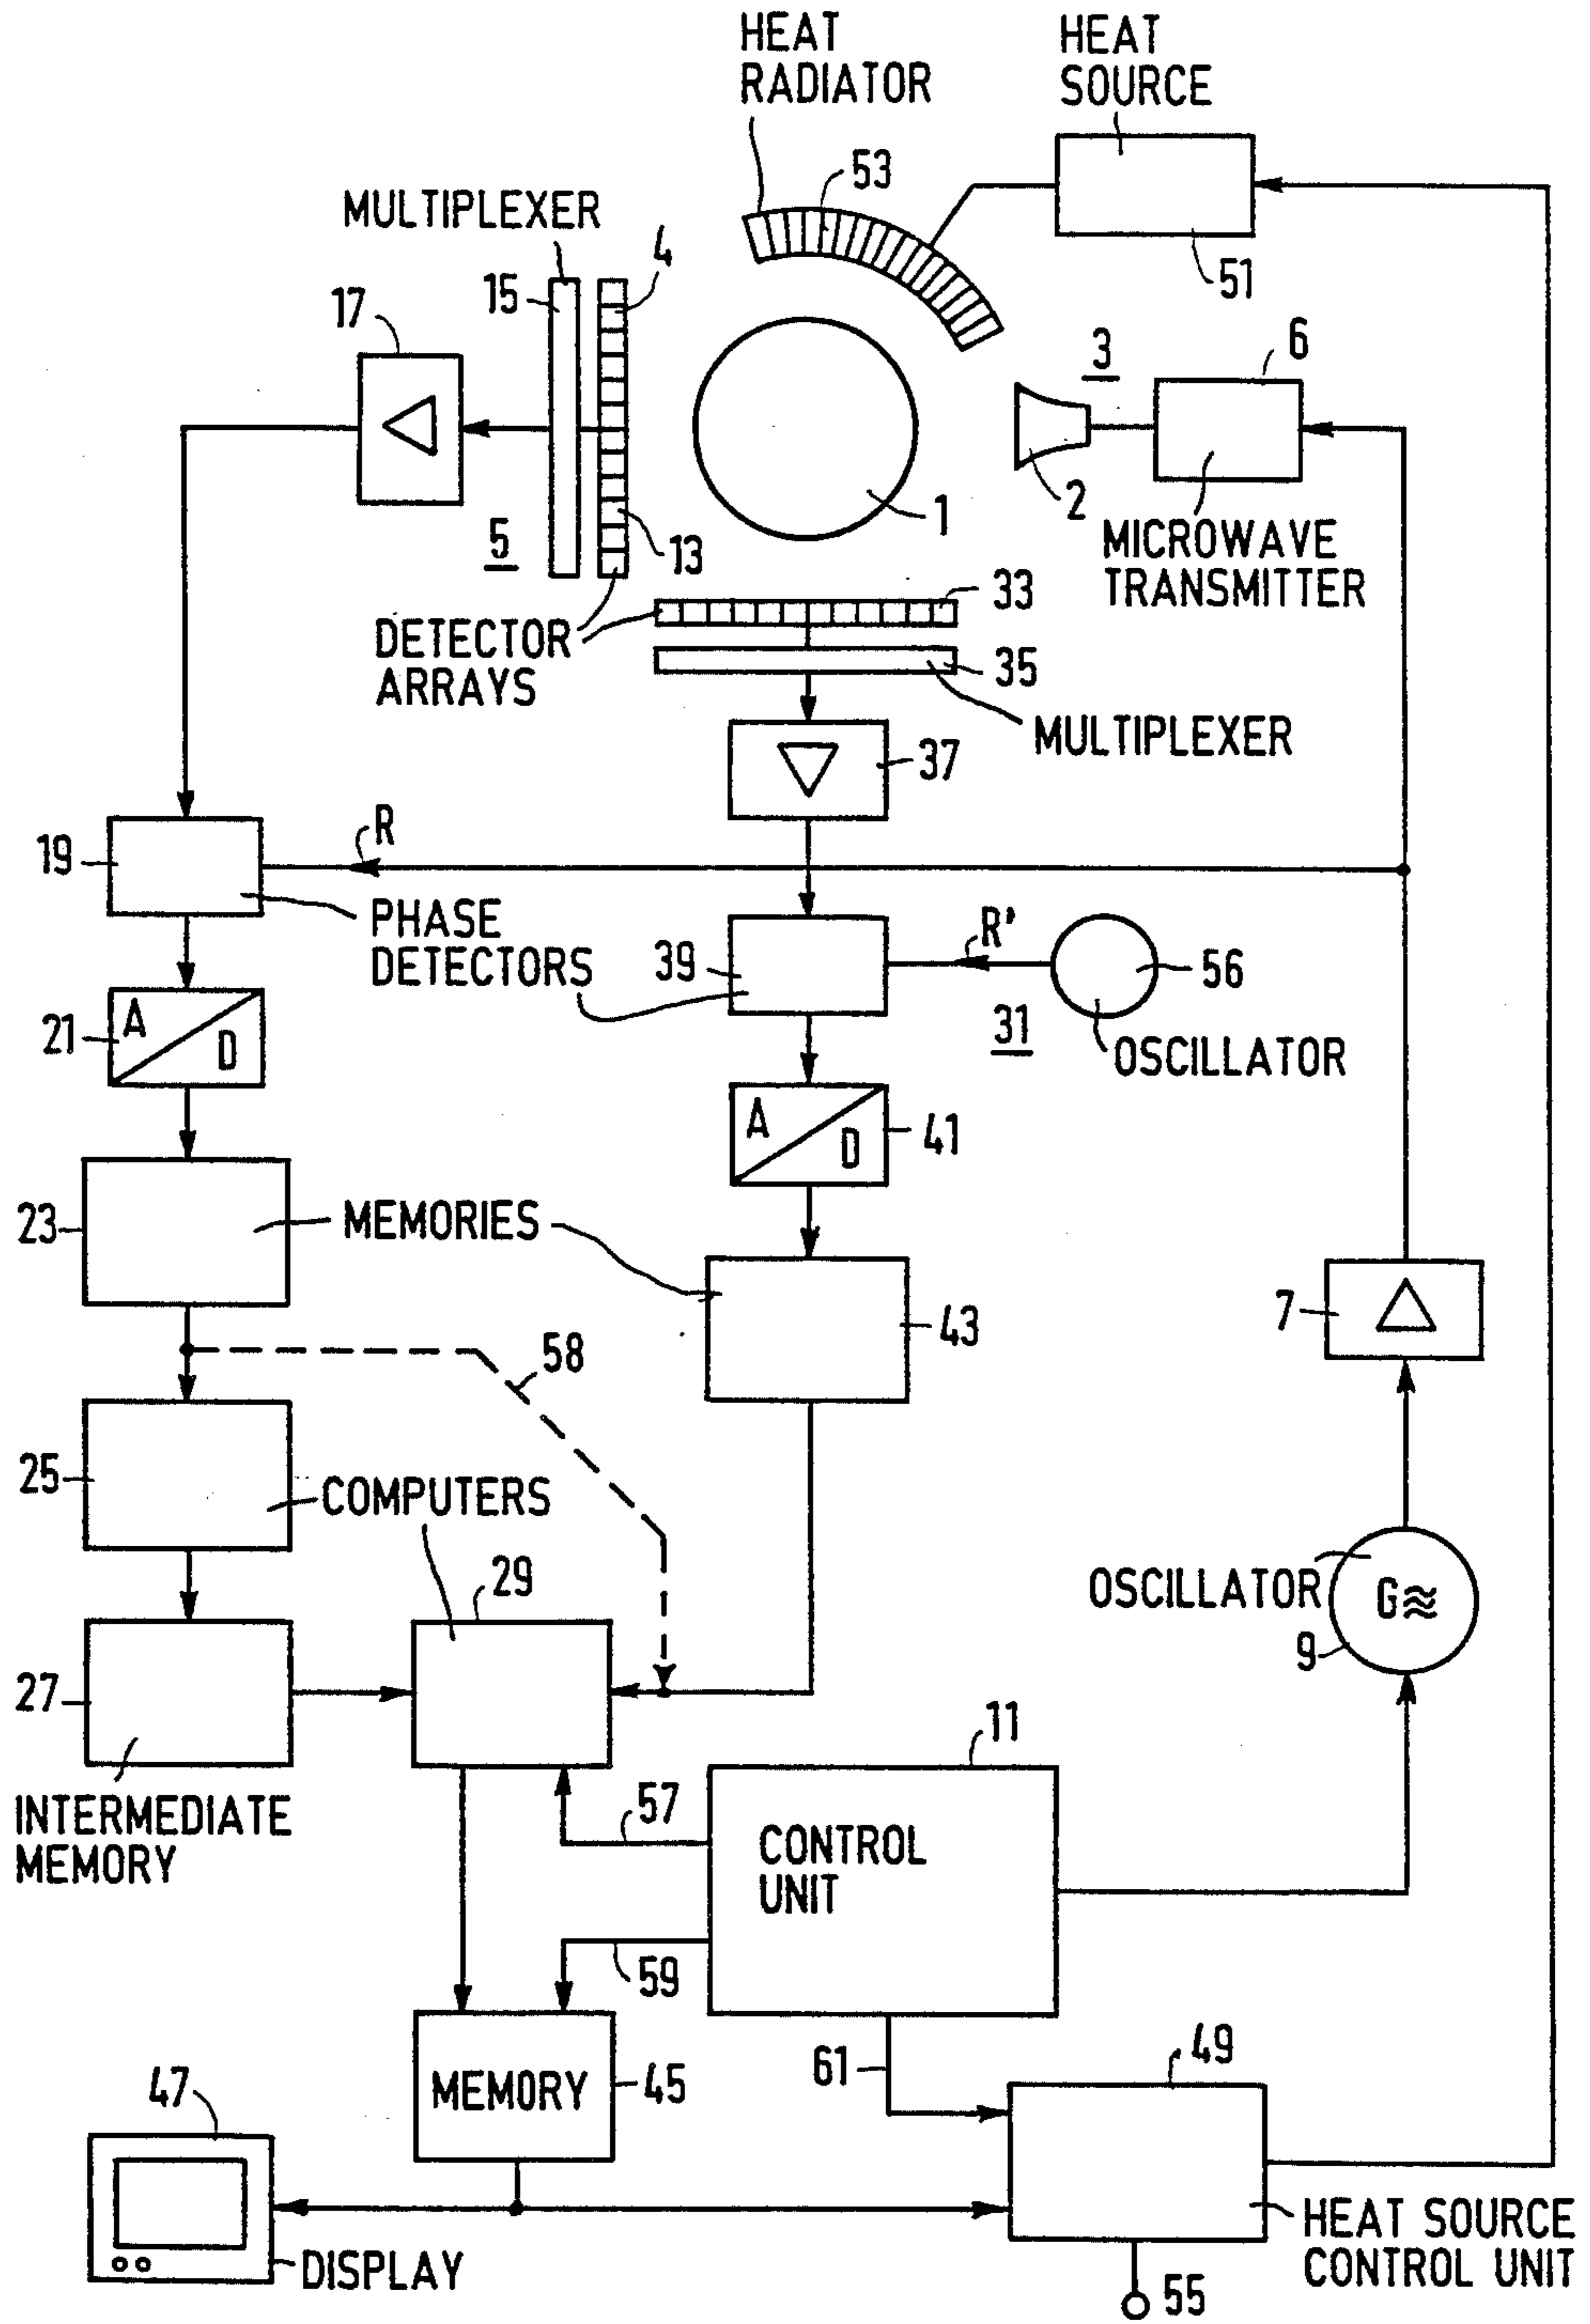 HEAT
RADIATOR
HEAT
SOURCE
53
MULTIPLEXER
4
15
51
17
3
6
2
1
5
13
MICROWAVE
TRANSMITTER
33
DETECTOR
ARRAYS
35
MULTIPLEXER
37
R
19
PHASE
DETECTORS
R'
39
56
21
A
D
31
OSCILLATOR
A
D
41
23
MEMORIES
43
7
58
25
COMPUTERS
29
OSCILLATOR
G≈
9
27
11
INTERMEDIATE
MEMORY
57
CONTROL
UNIT
59
61
49
47
MEMORY
45
DISPLAY
HEAT SOURCE
CONTROL UNIT
55